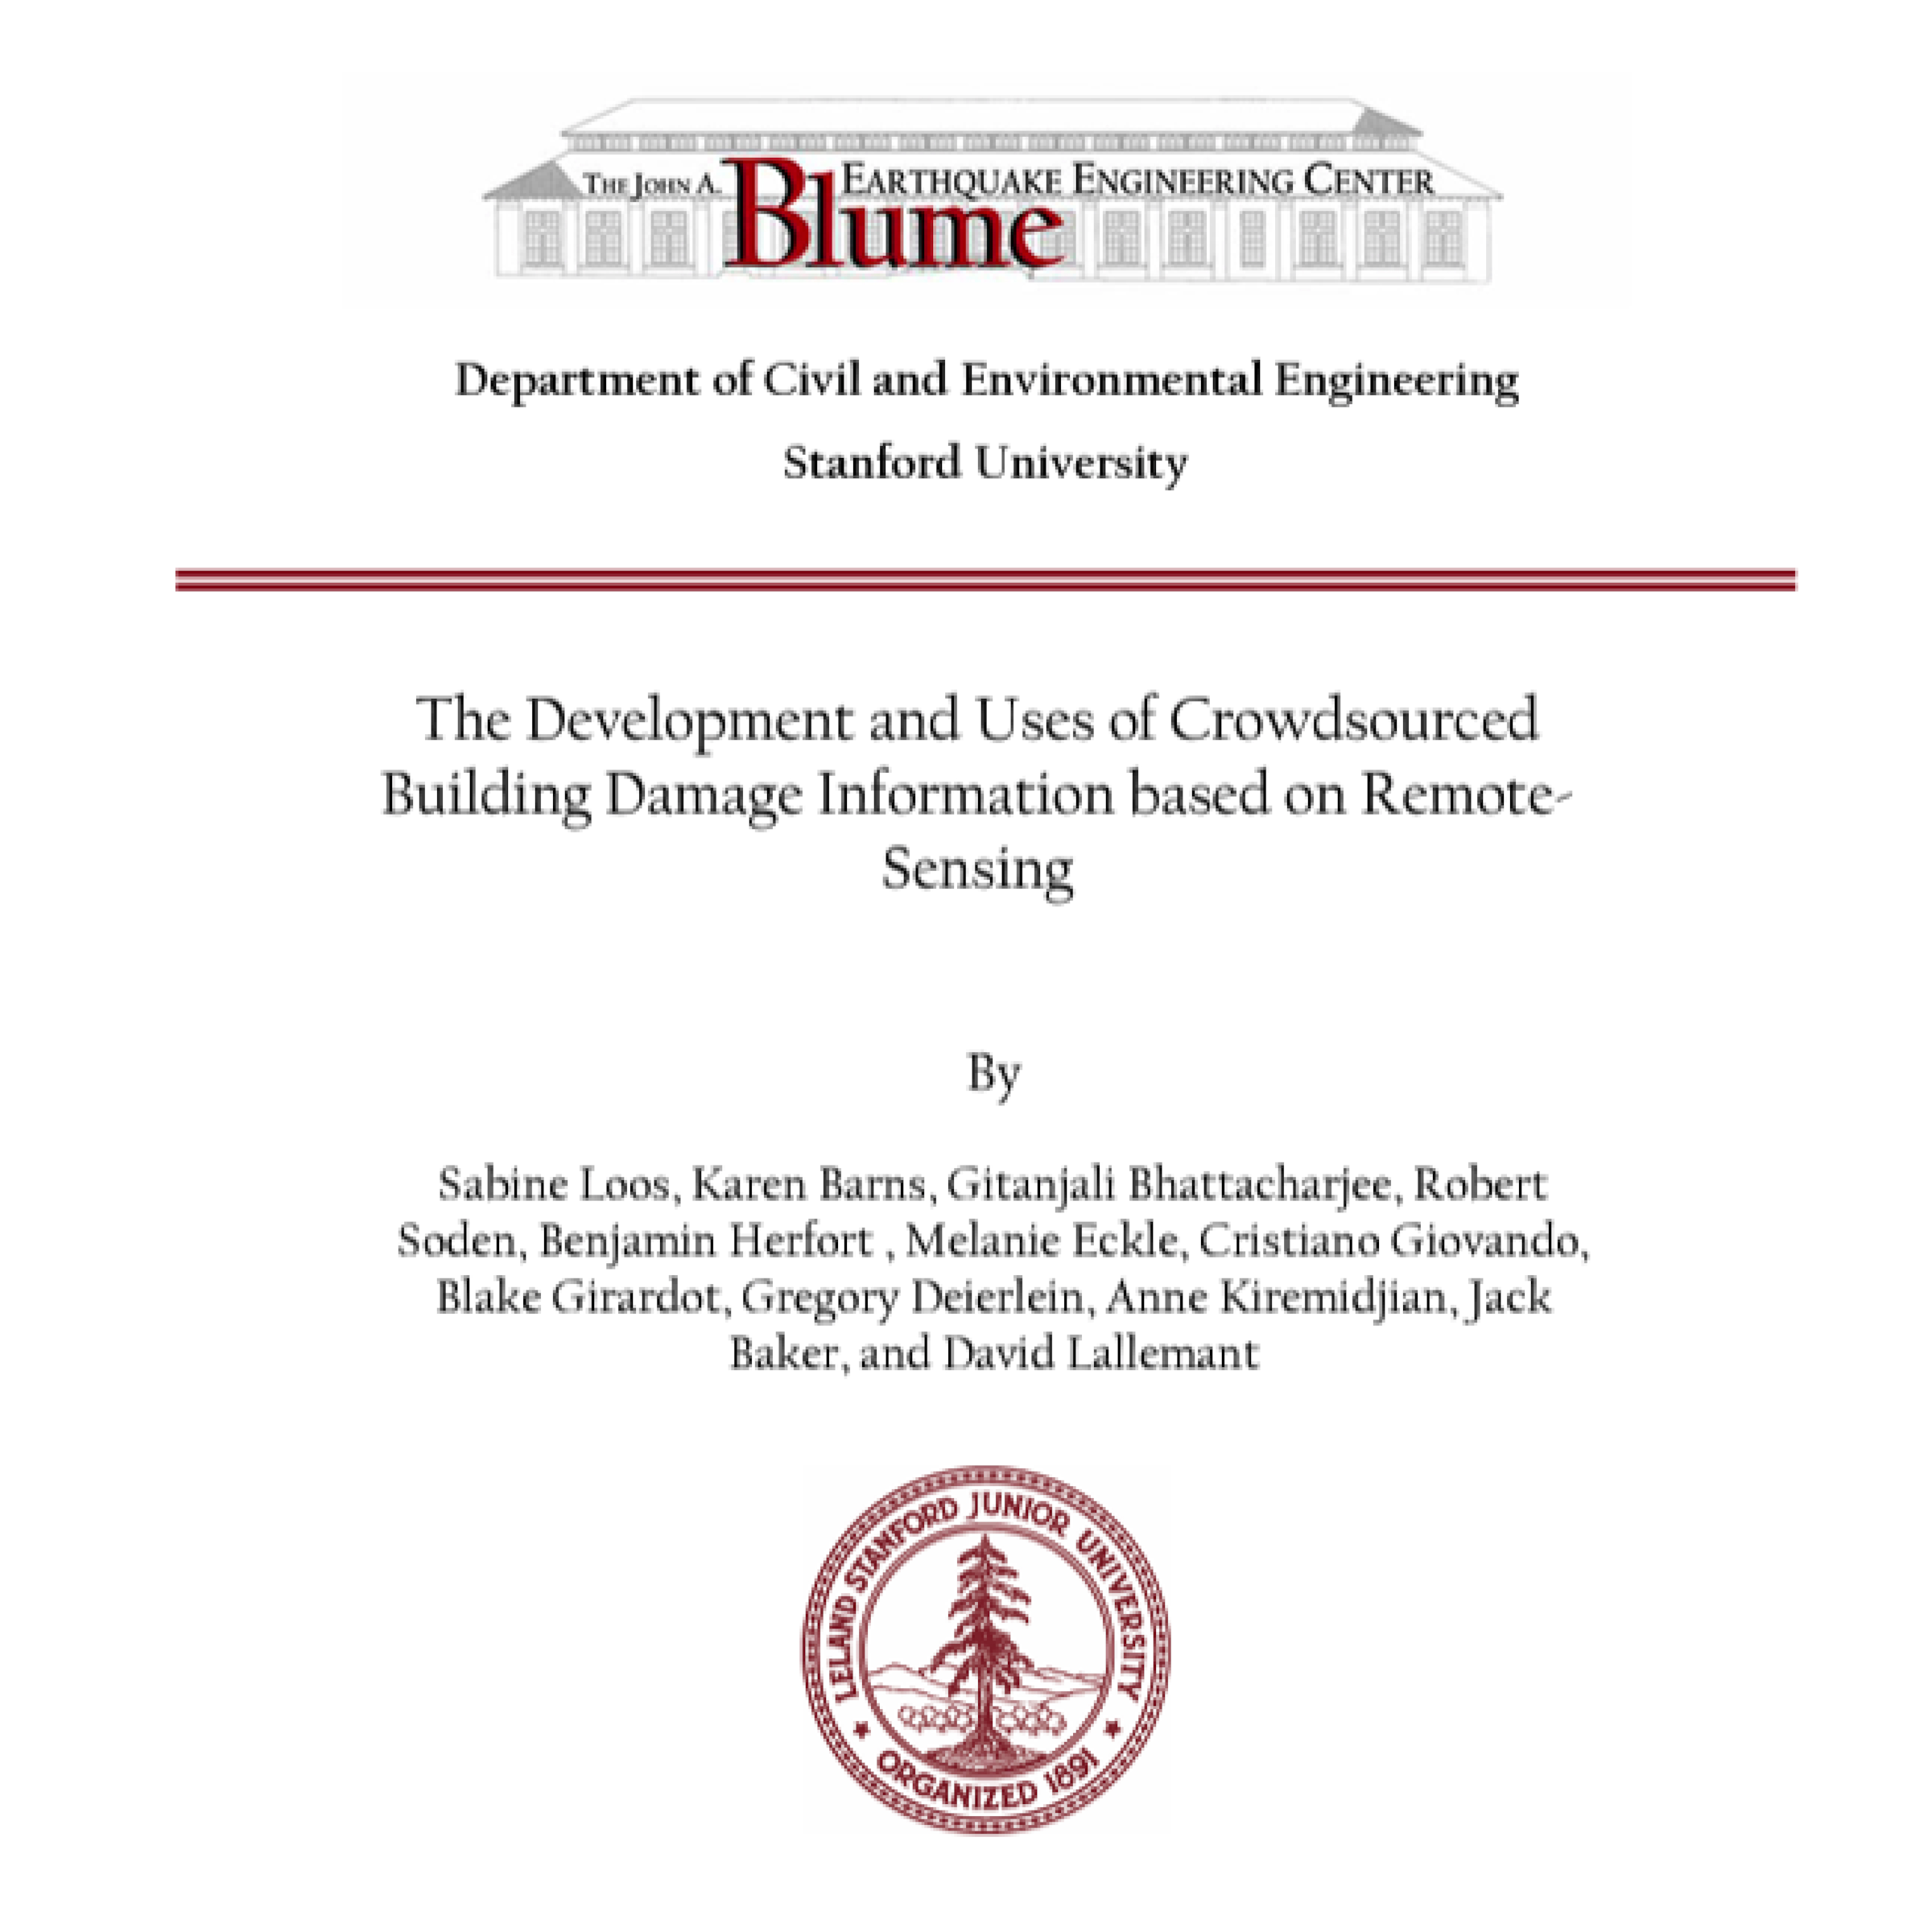 THE JOHN A. Blume EARTHQUAKE ENGINEERING CENTER
Department of Civil and Environmental Engineering
Stanford University
The Development and Uses of Crowdsourced
Building Damage Information based on Remote-
Sensing
By
Sabine Loos, Karen Barns, Gitanjali Bhattacharjee, Robert
Soden, Benjamin Herfort , Melanie Eckle, Cristiano Giovando,
Blake Girardot, Gregory Deierlein, Anne Kiremidjian, Jack
Baker, and David Lallemant
LELAND STANFORD JUNIOR UNIVERSITY
ORGANIZED 1891